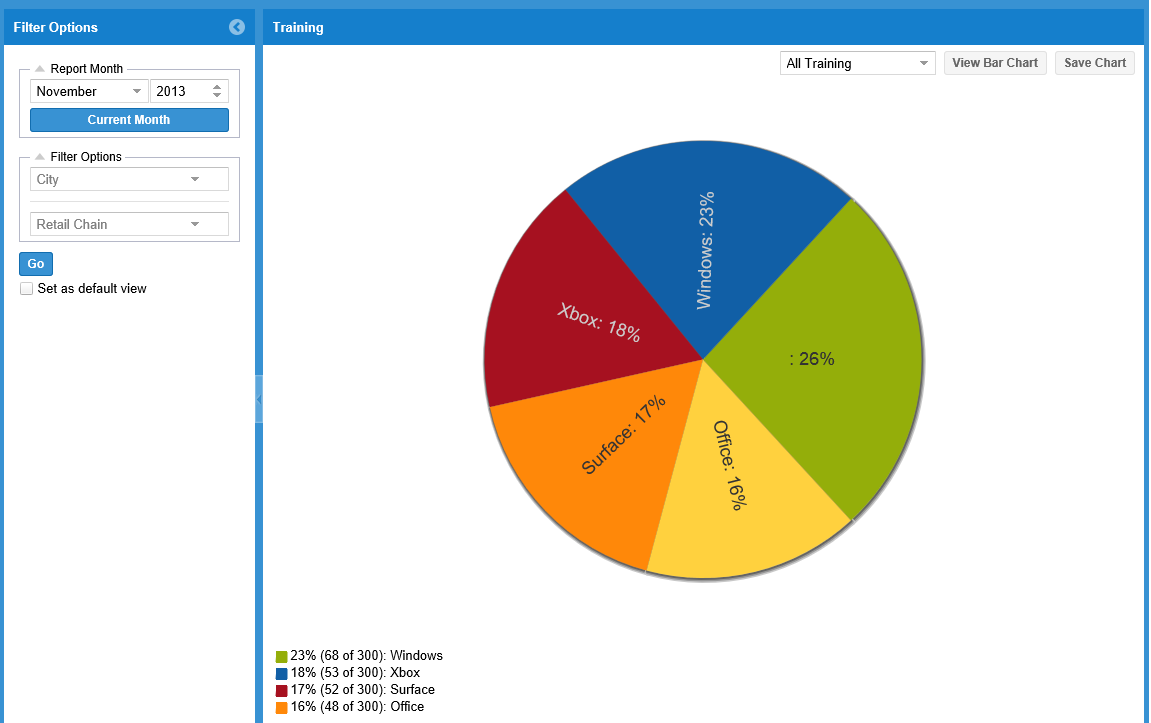 Filter Options
Training
Report Month
November
2013
Current Month
Filter Options
City
Retail Chain
Go
Set as default view
All Training
View Bar Chart
Save Chart
Windows: 23%
: 26%
Xbox: 18%
Surface: 17%
Office: 16%
23% (68 of 300): Windows
18% (53 of 300): Xbox
17% (52 of 300): Surface
16% (48 of 300): Office